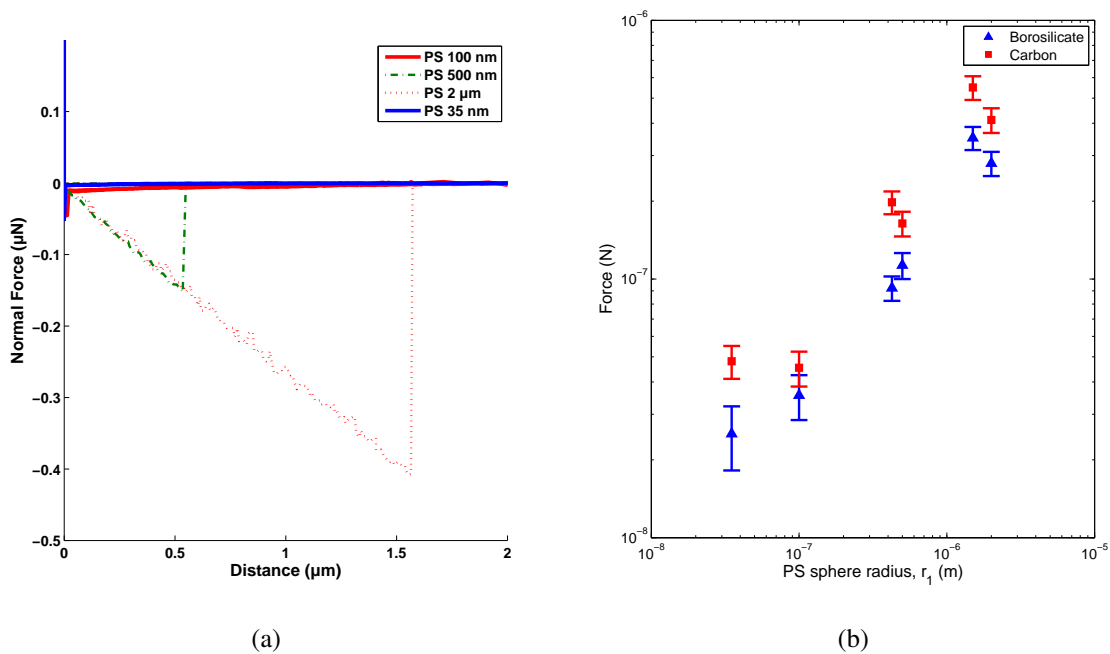 PS 100 nm
PS 500 nm
PS 2 µm
PS 35 nm
0.1
0
−0.1
−0.2
−0.3
−0.4
−0.5
Normal Force (µN)
0 0.5 1 1.5 2
Distance (µm)
(a)
Borosilicate
Carbon
10⁻⁶
10⁻⁷
10⁻⁸
Force (N)
10⁻⁸ 10⁻⁷ 10⁻⁶ 10⁻⁵
PS sphere radius, r₁ (m)
(b)